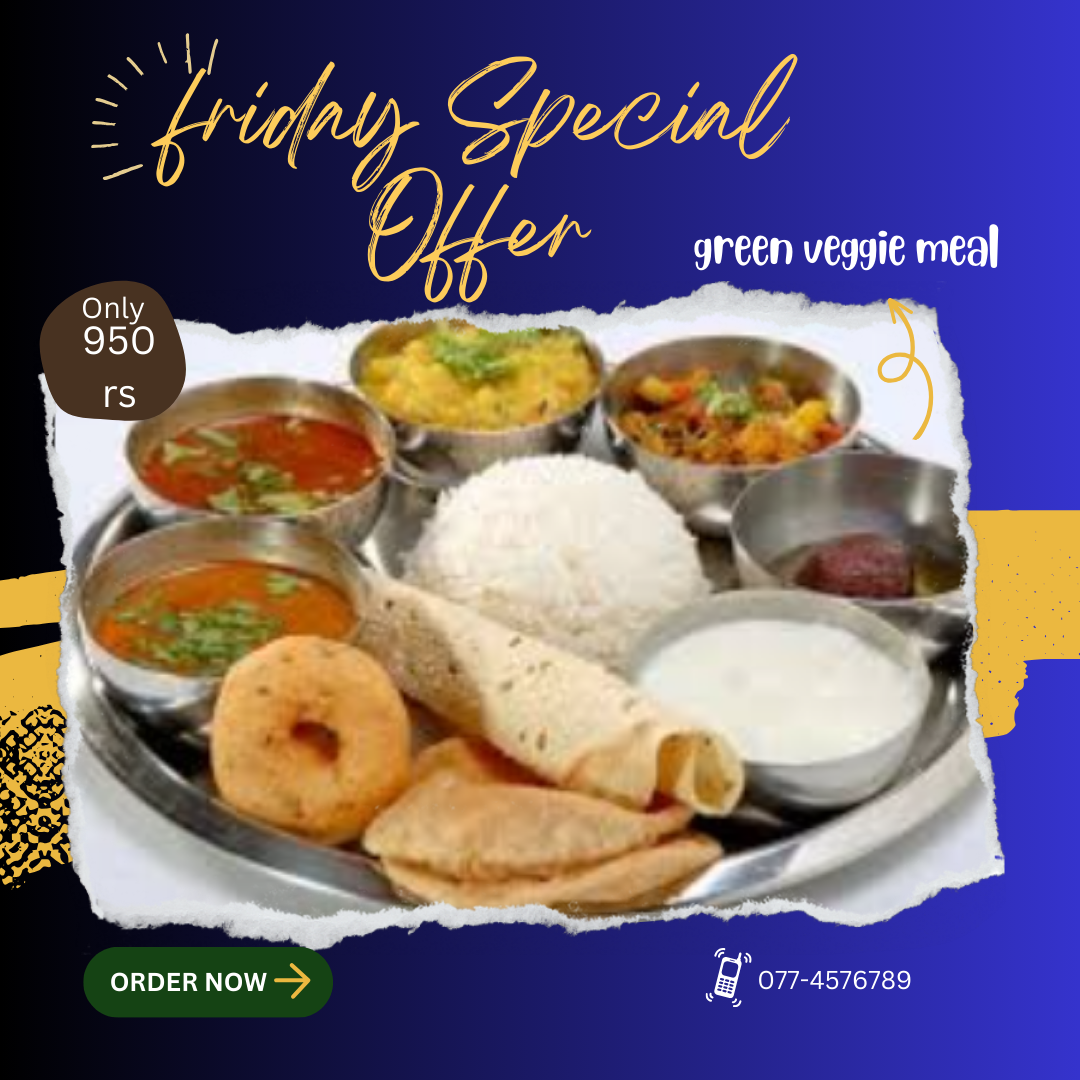 friday Special
Offer
green veggie meal
Only
950
rs
ORDER NOW
077-4576789